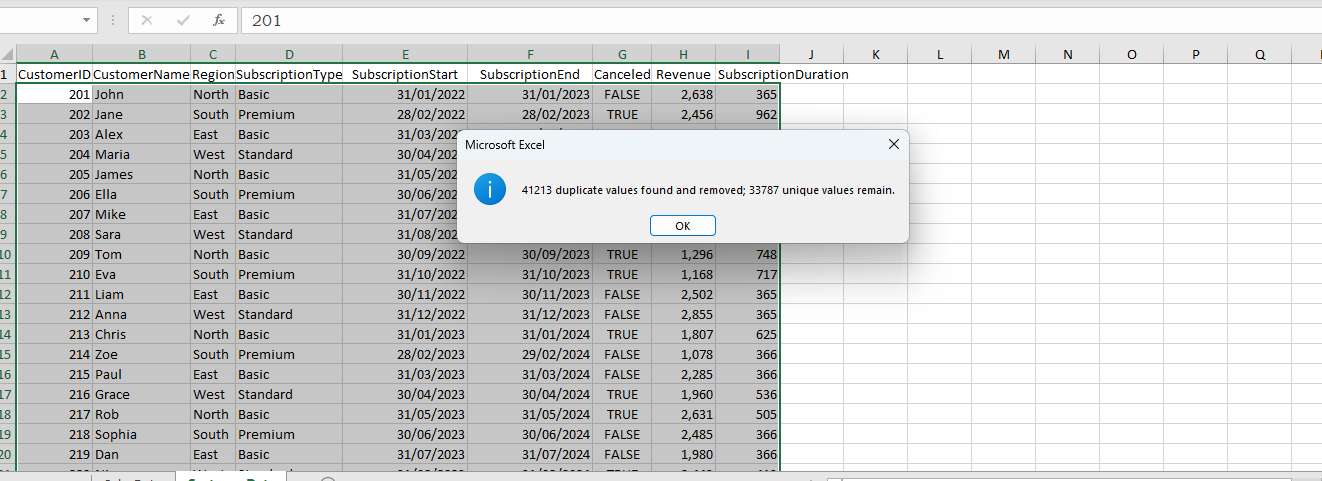 201
A B C D E F G H I J K L M N O P Q
1 CustomerID CustomerName Region SubscriptionType SubscriptionStart SubscriptionEnd Canceled Revenue SubscriptionDuration
2 201 John North Basic 31/01/2022 31/01/2023 FALSE 2,638 365
3 202 Jane South Premium 28/02/2022 28/02/2023 TRUE 2,456 962
4 203 Alex East Basic 31/03/202
5 204 Maria West Standard 30/04/202
6 205 James North Basic 31/05/202
7 206 Ella South Premium 30/06/202
8 207 Mike East Basic 31/07/202
9 208 Sara West Standard 31/08/202
Microsoft Excel
41213 duplicate values found and removed; 33787 unique values remain.
OK
10 209 Tom North Basic 30/09/2022 30/09/2023 TRUE 1,296 748
11 210 Eva South Premium 31/10/2022 31/10/2023 TRUE 1,168 717
12 211 Liam East Basic 30/11/2022 30/11/2023 FALSE 2,502 365
13 212 Anna West Standard 31/12/2022 31/12/2023 FALSE 2,855 365
14 213 Chris North Basic 31/01/2023 31/01/2024 TRUE 1,807 625
15 214 Zoe South Premium 28/02/2023 29/02/2024 FALSE 1,078 366
16 215 Paul East Basic 31/03/2023 31/03/2024 FALSE 2,285 366
17 216 Grace West Standard 30/04/2023 30/04/2024 TRUE 1,960 536
18 217 Rob North Basic 31/05/2023 31/05/2024 TRUE 2,631 505
19 218 Sophia South Premium 30/06/2023 30/06/2024 FALSE 2,485 366
20 219 Dan East Basic 31/07/2023 31/07/2024 FALSE 1,980 366